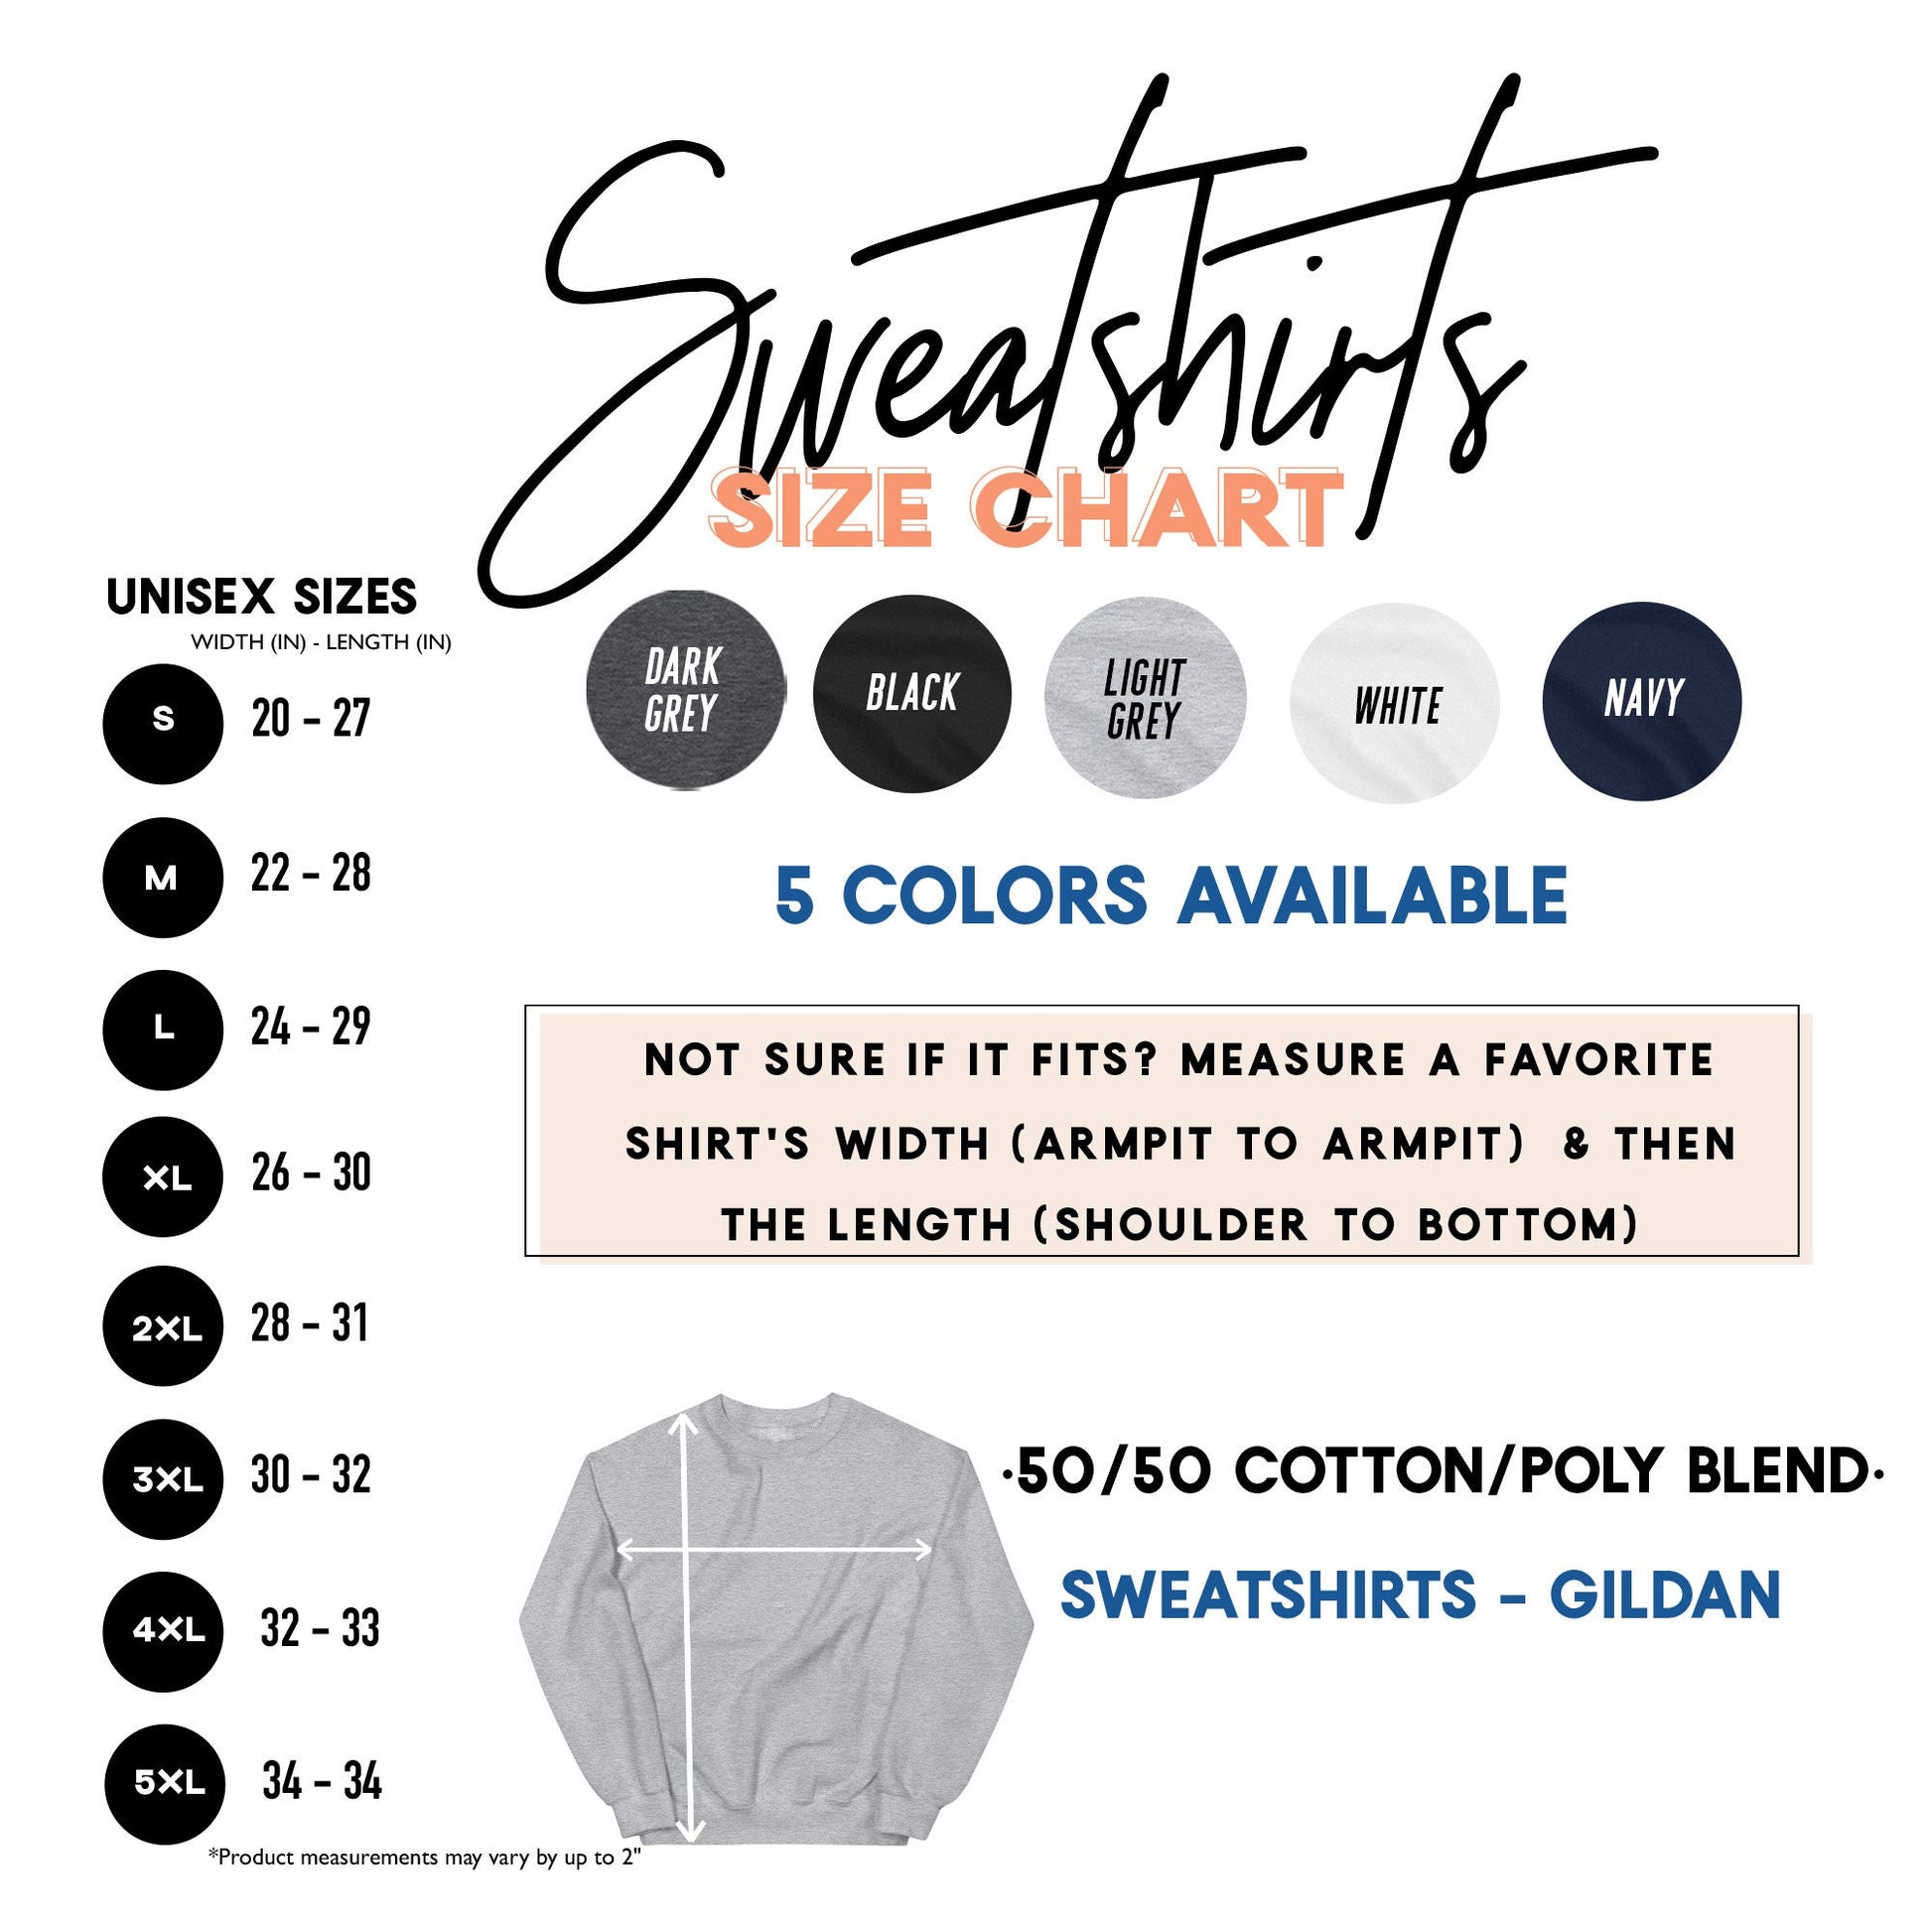 Sweatshirts
SIZE CHART
UNISEX SIZES
WIDTH (IN) - LENGTH (IN)
S 20 - 27
M 22 - 28
L 24 - 29
XL 26 - 30
2XL 28 - 31
3XL 30 - 32
4XL 32 - 33
5XL 34 - 34
*Product measurements may vary by up to 2"
DARK
GREY
BLACK
LIGHT
GREY
WHITE
NAVY
5 COLORS AVAILABLE
NOT SURE IF IT FITS? MEASURE A FAVORITE
SHIRT'S WIDTH (ARMPIT TO ARMPIT) & THEN
THE LENGTH (SHOULDER TO BOTTOM)
·50/50 COTTON/POLY BLEND·
SWEATSHIRTS - GILDAN